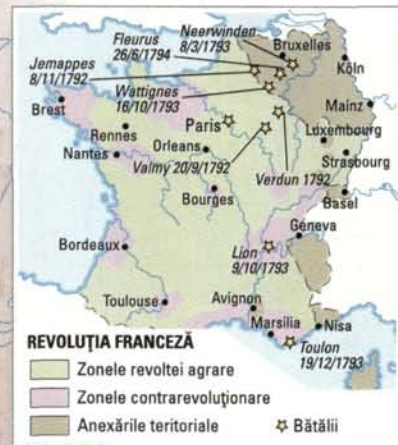 Neerwinden
8/3/1793
Fleurus
26/6/1794
Bruxelles
Jemappes
8/11/1792
Köln
Wattignes
16/10/1793
Mainz
Brest
Paris
Luxembourg
Rennes
Orleans
Strasbourg
Nantes
Valmy 20/9/1792
Verdun 1792
Bourges
Basel
Geneva
Lion
9/10/1793
Bordeaux
Toulouse
Avignon
Marsilia
Nisa
Toulon
19/12/1793
REVOLUŢIA FRANCEZĂ
Zonele revoltei agrare
Zonele contrarevoluţionare
Anexările teritoriale
Bătălii